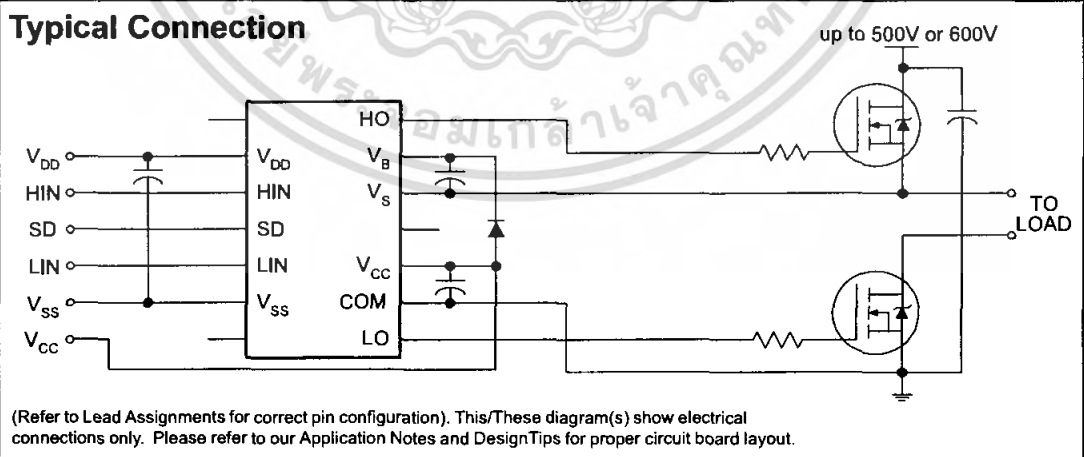 Typical Connection
up to 500V or 600V
HO
V_DD V_DD V_B
HIN HIN V_S
TO
SD SD LOAD
LIN LIN V_CC
V_SS V_SS COM
V_CC LO
(Refer to Lead Assignments for correct pin configuration). This/These diagram(s) show electrical
connections only. Please refer to our Application Notes and DesignTips for proper circuit board layout.